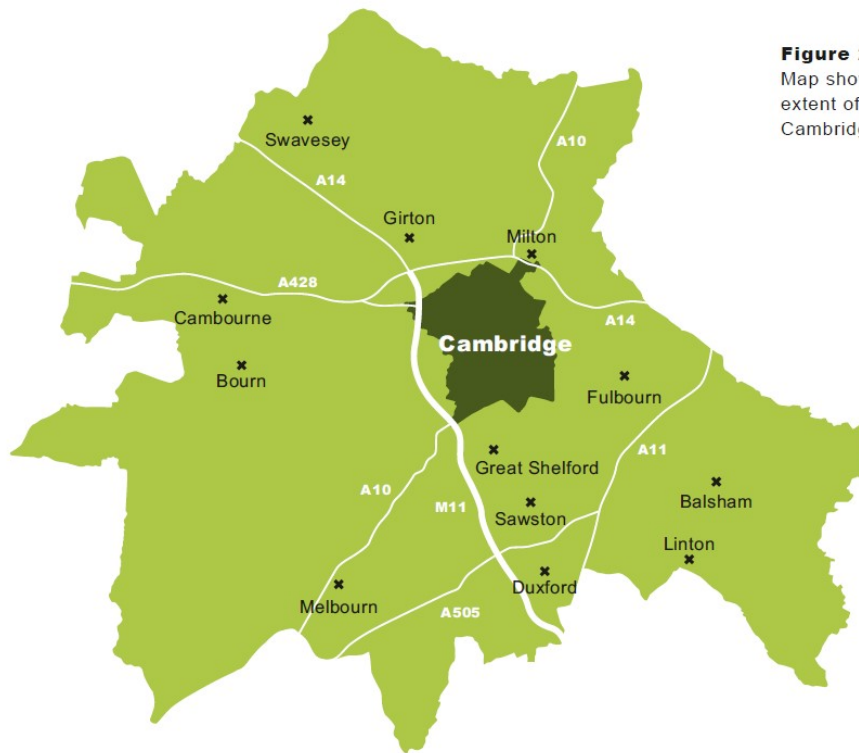 Figure
Map sho
extent of
Cambridg
A10
Swavesey
A14
Girton
Milton
A428
Cambourne
A14
Cambridge
Bourn
Fulbourn
A11
Great Shelford
A10
M11
Balsham
Sawston
Linton
Duxford
Melbourn
A505